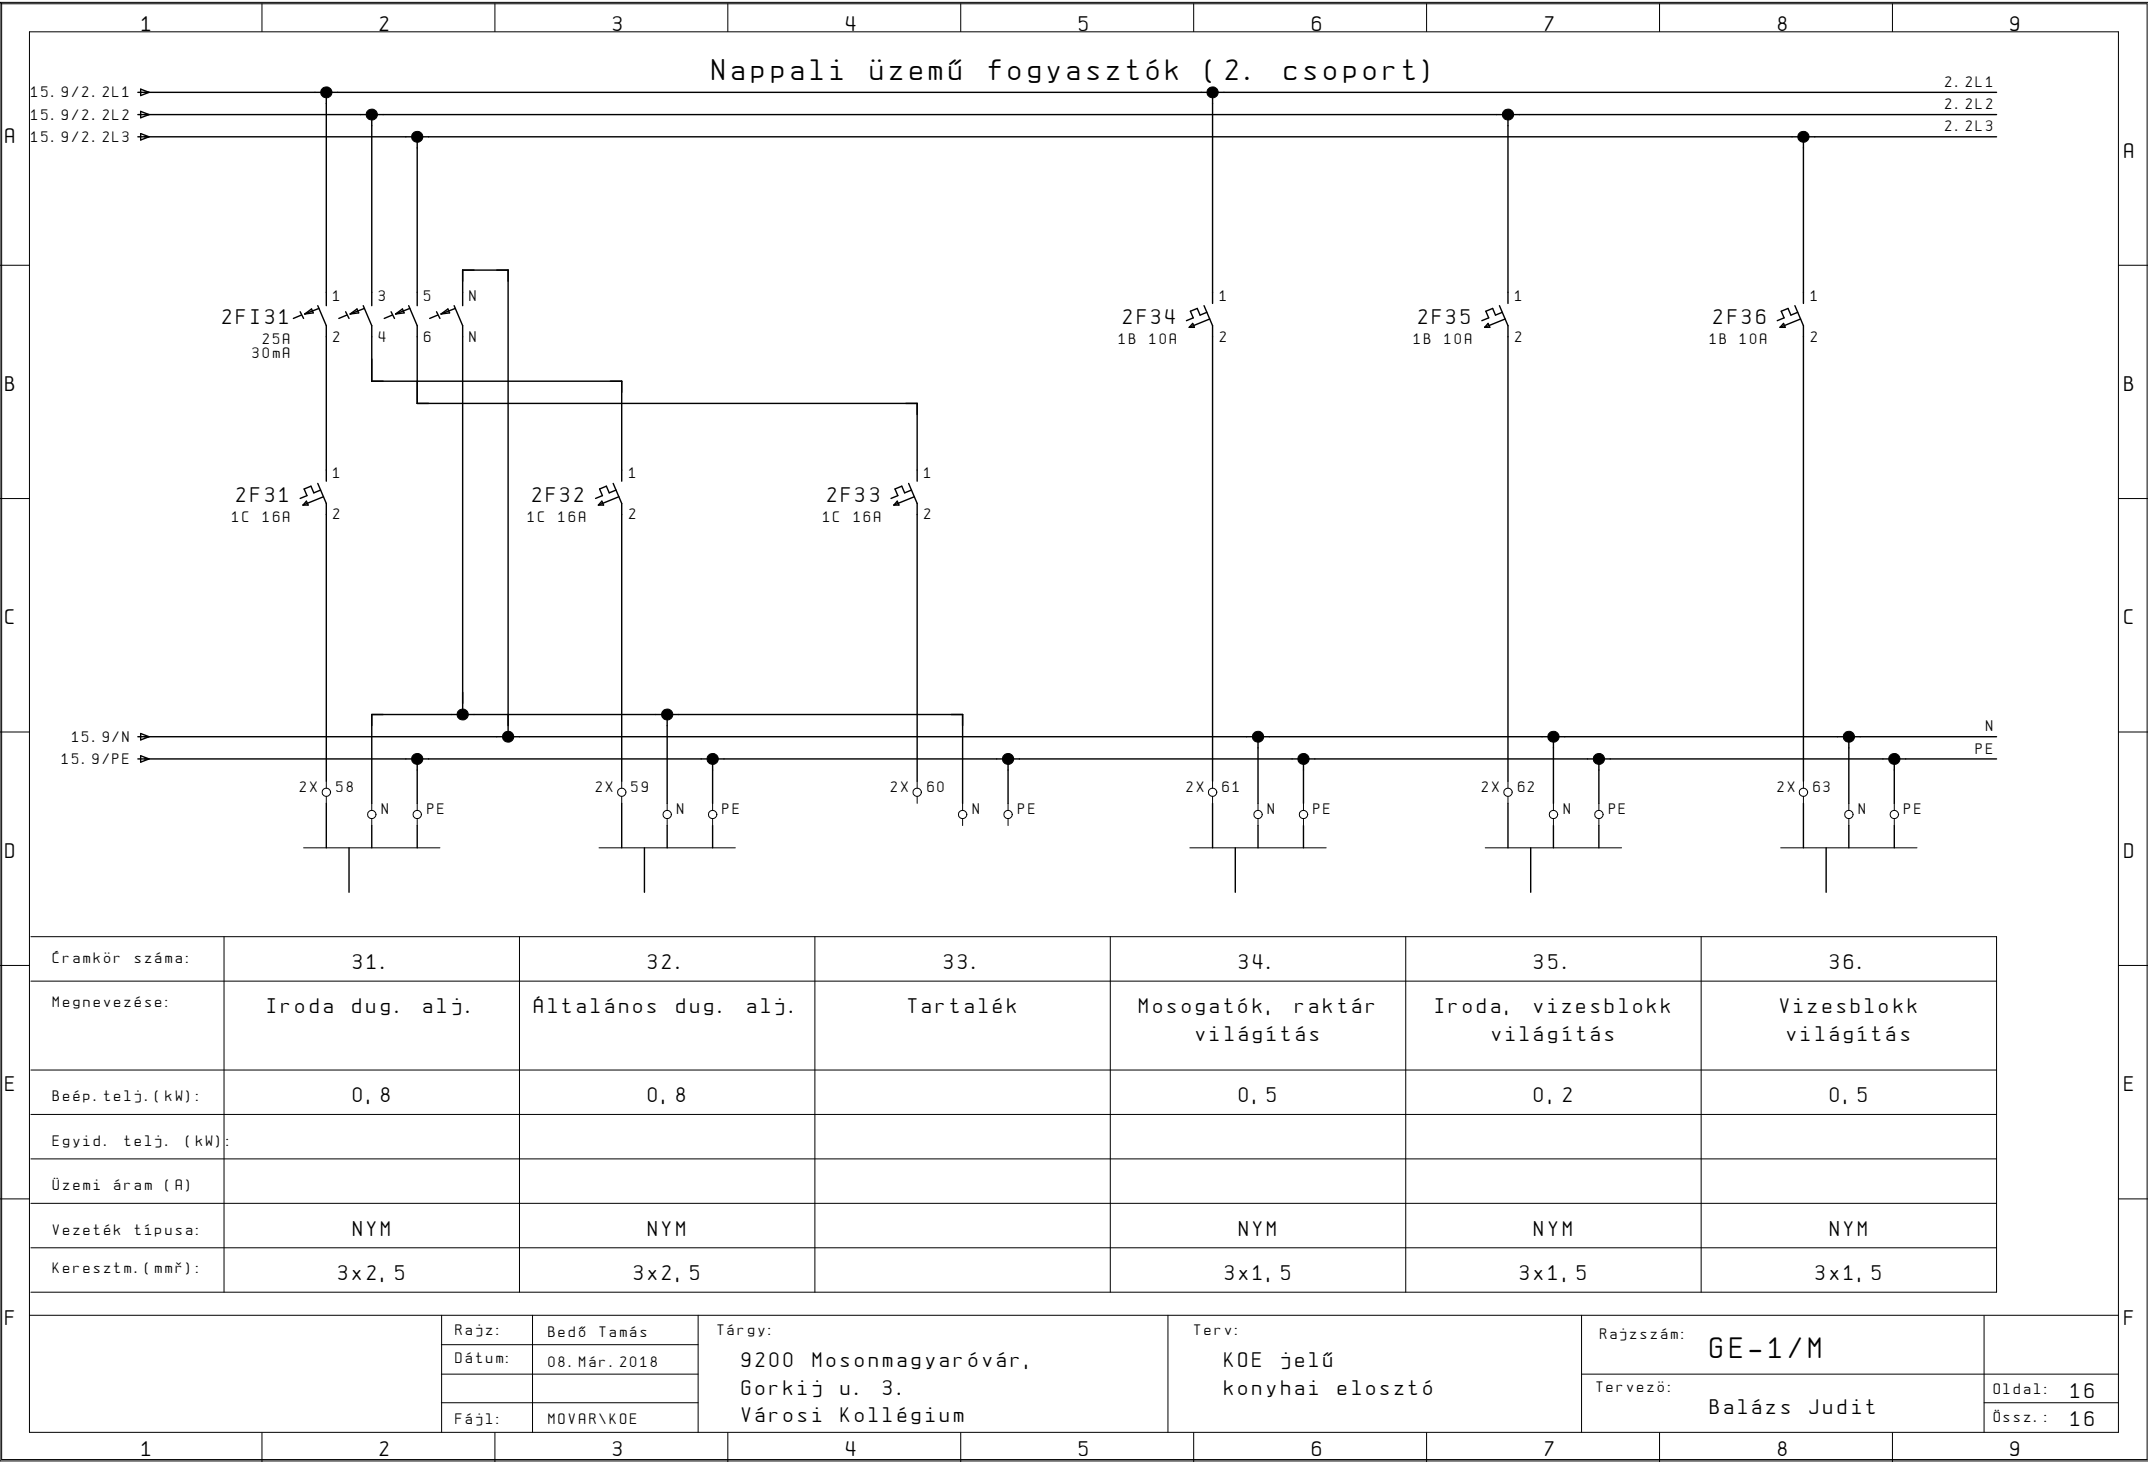 1 2 3 4 5 6 7 8 9
Nappali üzemű fogyasztók (2. csoport)
15.9/2.2L1 2.2L1
15.9/2.2L2 2.2L2
15.9/2.2L3 2.2L3
A A
1 3 5 N 1 1 1
2FI31 2F34 2F35 2F36
25A 2 4 6 N 1B 10A 2 1B 10A 2 1B 10A 2
30mA
B B
1 1 1
2F31 2F32 2F33
1C 16A 2 1C 16A 2 1C 16A 2
C C
15.9/N N
15.9/PE PE
2X 58 2X 59 2X 60 2X 61 2X 62 2X 63
N PE N PE N PE N PE N PE N PE
D D
Íramkör száma: 31. 32. 33. 34. 35. 36.
Megnevezése: Iroda dug. alj. Általános dug. alj. Tartalék Mosogatók, raktár Iroda, vizesblokk Vizesblokk
világítás világítás világítás
E E
Beép.telj.(kW): 0,8 0,8 0,5 0,2 0,5
Egyid. telj. (kW):
Üzemi áram (A)
Vezeték típusa: NYM NYM NYM NYM NYM
Keresztm.(mmř): 3x2,5 3x2,5 3x1,5 3x1,5 3x1,5
F F
Rajz: Bedő Tamás
Dátum: 08.Már.2018
Fájl: MOVAR\KOE
Tárgy:
9200 Mosonmagyaróvár,
Gorkij u. 3.
Városi Kollégium
Terv:
KOE jelű
konyhai elosztó
Rajzszám: GE-1/M
Tervezö: Balázs Judit
Oldal: 16
Össz.: 16
1 2 3 4 5 6 7 8 9